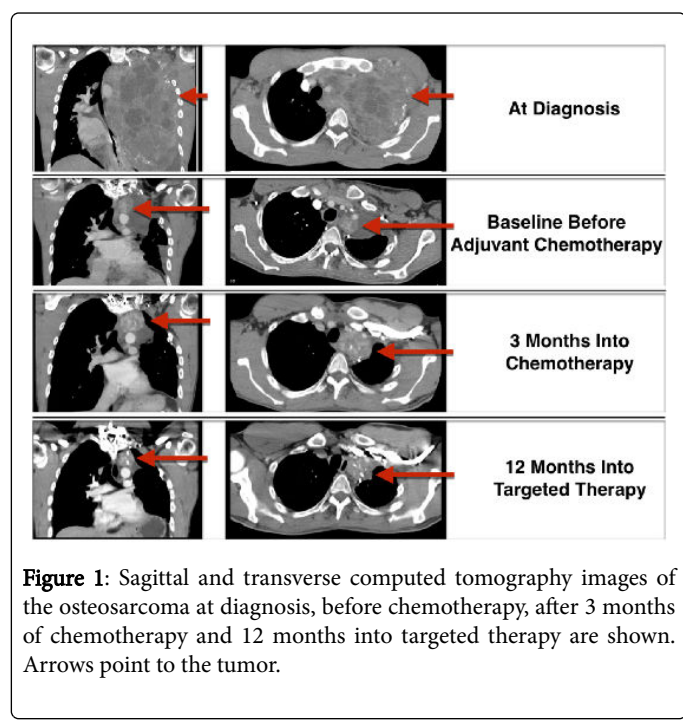 At Diagnosis
Baseline Before
Adjuvant Chemotherapy
3 Months Into
Chemotherapy
12 Months Into
Targeted Therapy
Figure 1: Sagittal and transverse computed tomography images of
the osteosarcoma at diagnosis, before chemotherapy, after 3 months
of chemotherapy and 12 months into targeted therapy are shown.
Arrows point to the tumor.